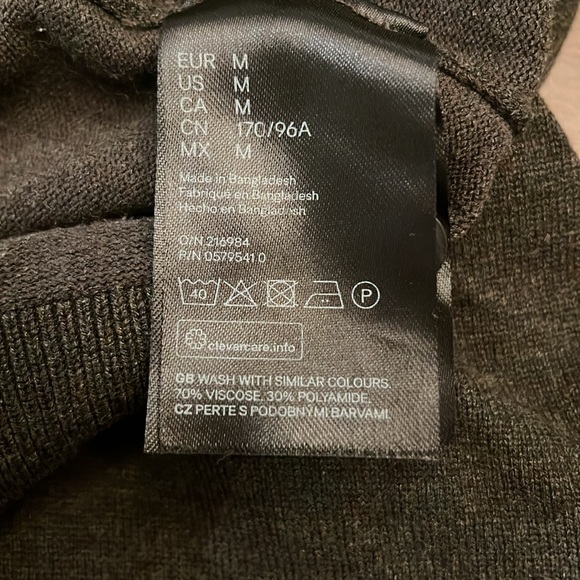 EUR M
US M
CA M
CN 170/96A
MX M
Made in Bangladesh
Fabriqué en Bangladesh
Hecho en Bangladesh
O/N 216984
P/N 0579541 0
40
P
clevercare.info
GB WASH WITH SIMILAR COLOURS.
70% VISCOSE, 30% POLYAMIDE,
CZ PERTE S PODOBNÝMI BARVAMI.